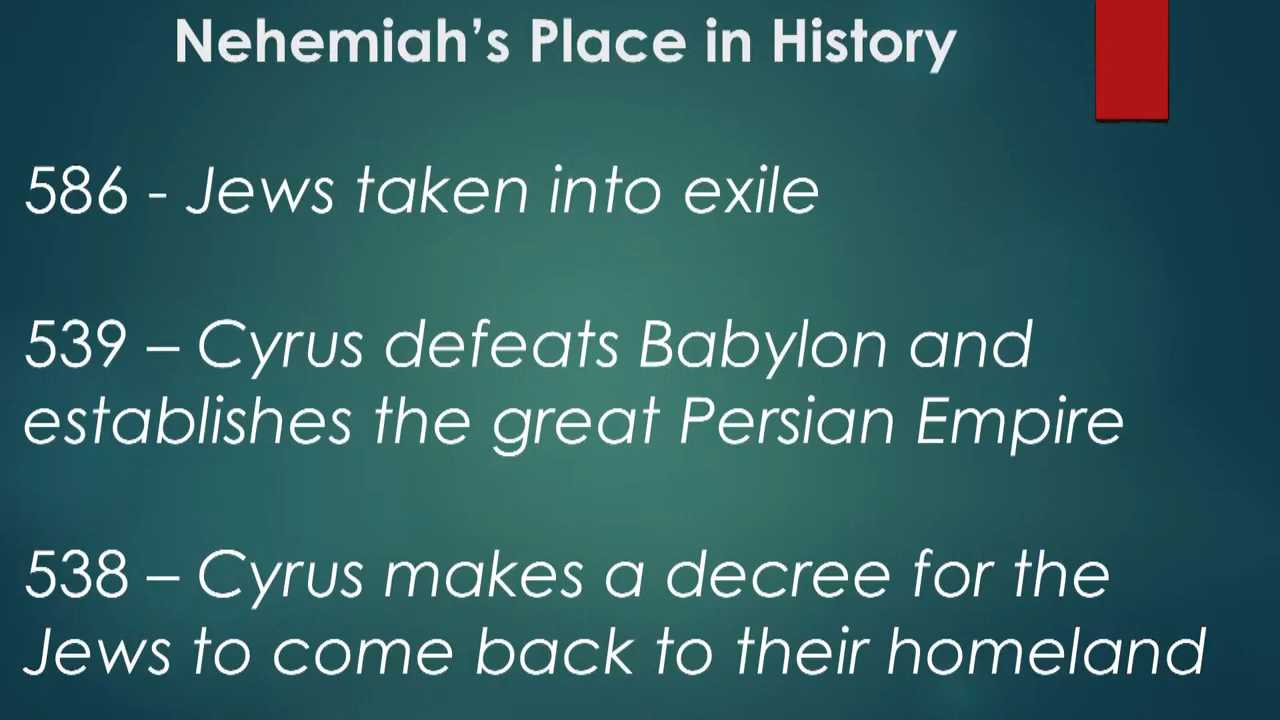 Nehemiah’s Place in History
586 - Jews taken into exile
539 – Cyrus defeats Babylon and
establishes the great Persian Empire
538 – Cyrus makes a decree for the
Jews to come back to their homeland